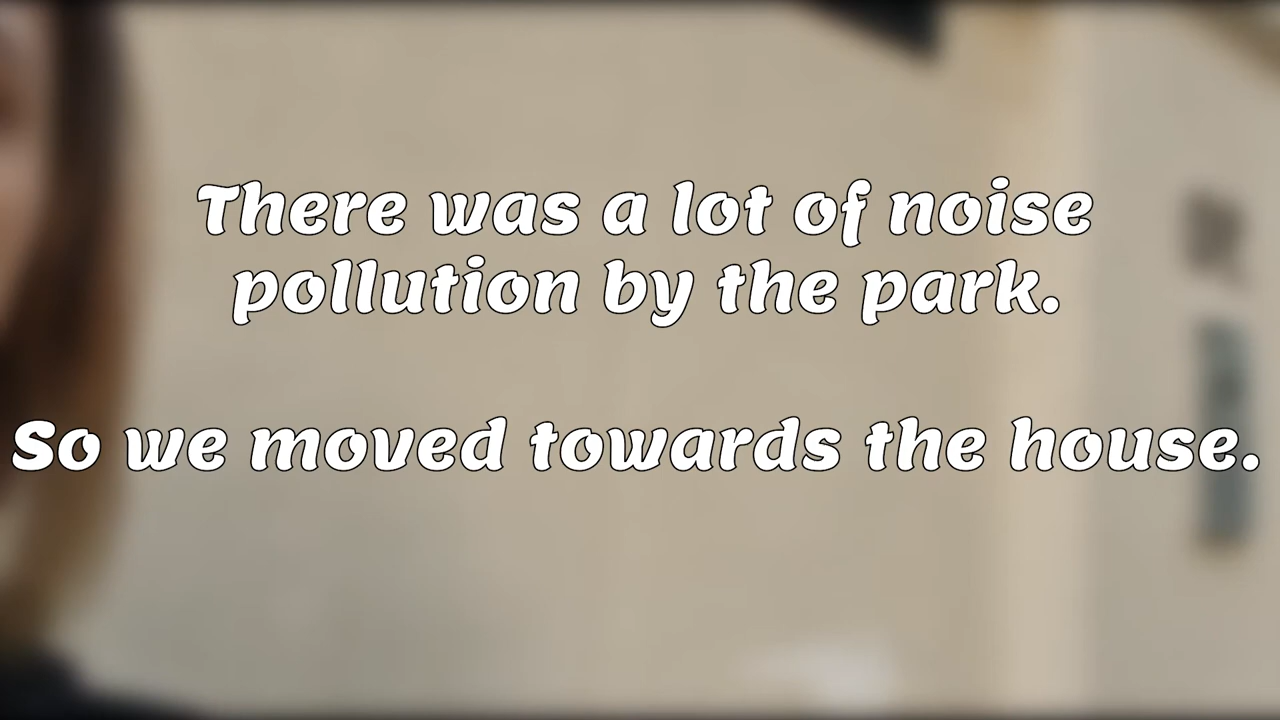 There was a lot of noise
pollution by the park.
So we moved towards the house.